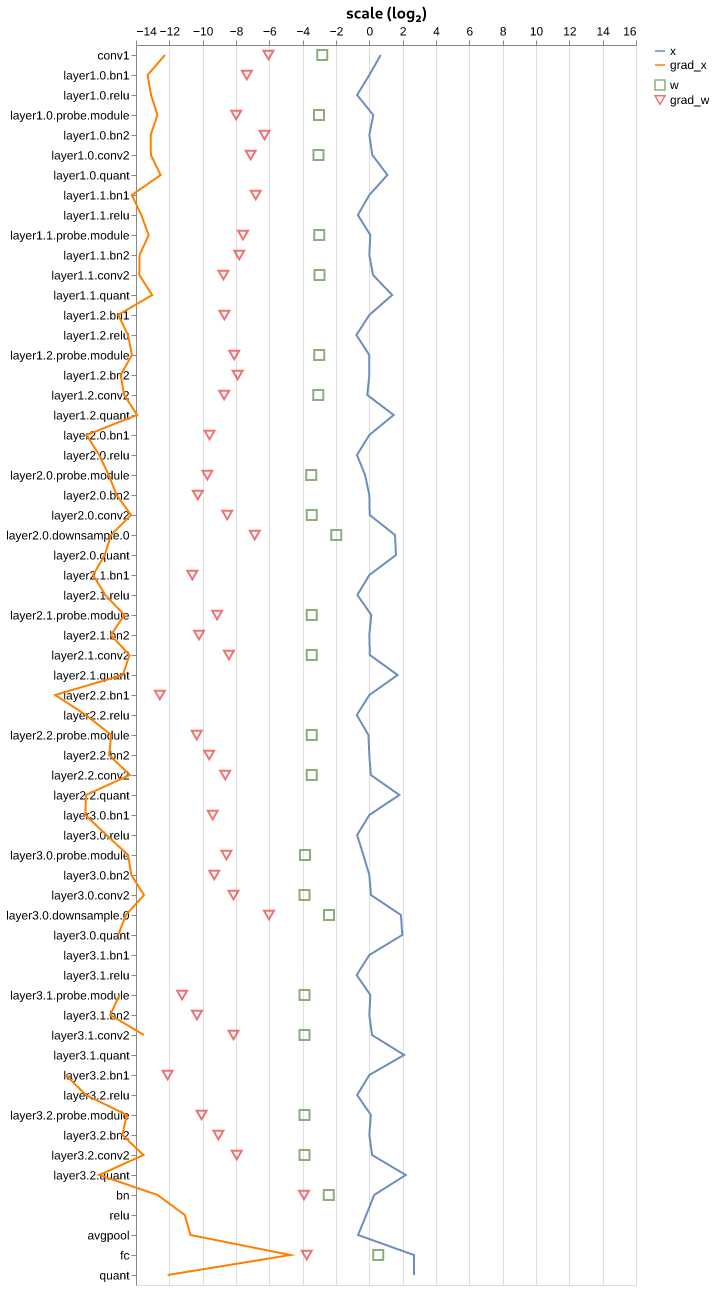 scale (log₂)
−14 −12 −10 −8 −6 −4 −2 0 2 4 6 8 10 12 14 16
x
grad_x
w
grad_w
conv1
layer1.0.bn1
layer1.0.relu
layer1.0.probe.module
layer1.0.bn2
layer1.0.conv2
layer1.0.quant
layer1.1.bn1
layer1.1.relu
layer1.1.probe.module
layer1.1.bn2
layer1.1.conv2
layer1.1.quant
layer1.2.bn1
layer1.2.relu
layer1.2.probe.module
layer1.2.bn2
layer1.2.conv2
layer1.2.quant
layer2.0.bn1
layer2.0.relu
layer2.0.probe.module
layer2.0.bn2
layer2.0.conv2
layer2.0.downsample.0
layer2.0.quant
layer2.1.bn1
layer2.1.relu
layer2.1.probe.module
layer2.1.bn2
layer2.1.conv2
layer2.1.quant
layer2.2.bn1
layer2.2.relu
layer2.2.probe.module
layer2.2.bn2
layer2.2.conv2
layer2.2.quant
layer3.0.bn1
layer3.0.relu
layer3.0.probe.module
layer3.0.bn2
layer3.0.conv2
layer3.0.downsample.0
layer3.0.quant
layer3.1.bn1
layer3.1.relu
layer3.1.probe.module
layer3.1.bn2
layer3.1.conv2
layer3.1.quant
layer3.2.bn1
layer3.2.relu
layer3.2.probe.module
layer3.2.bn2
layer3.2.conv2
layer3.2.quant
bn
relu
avgpool
fc
quant